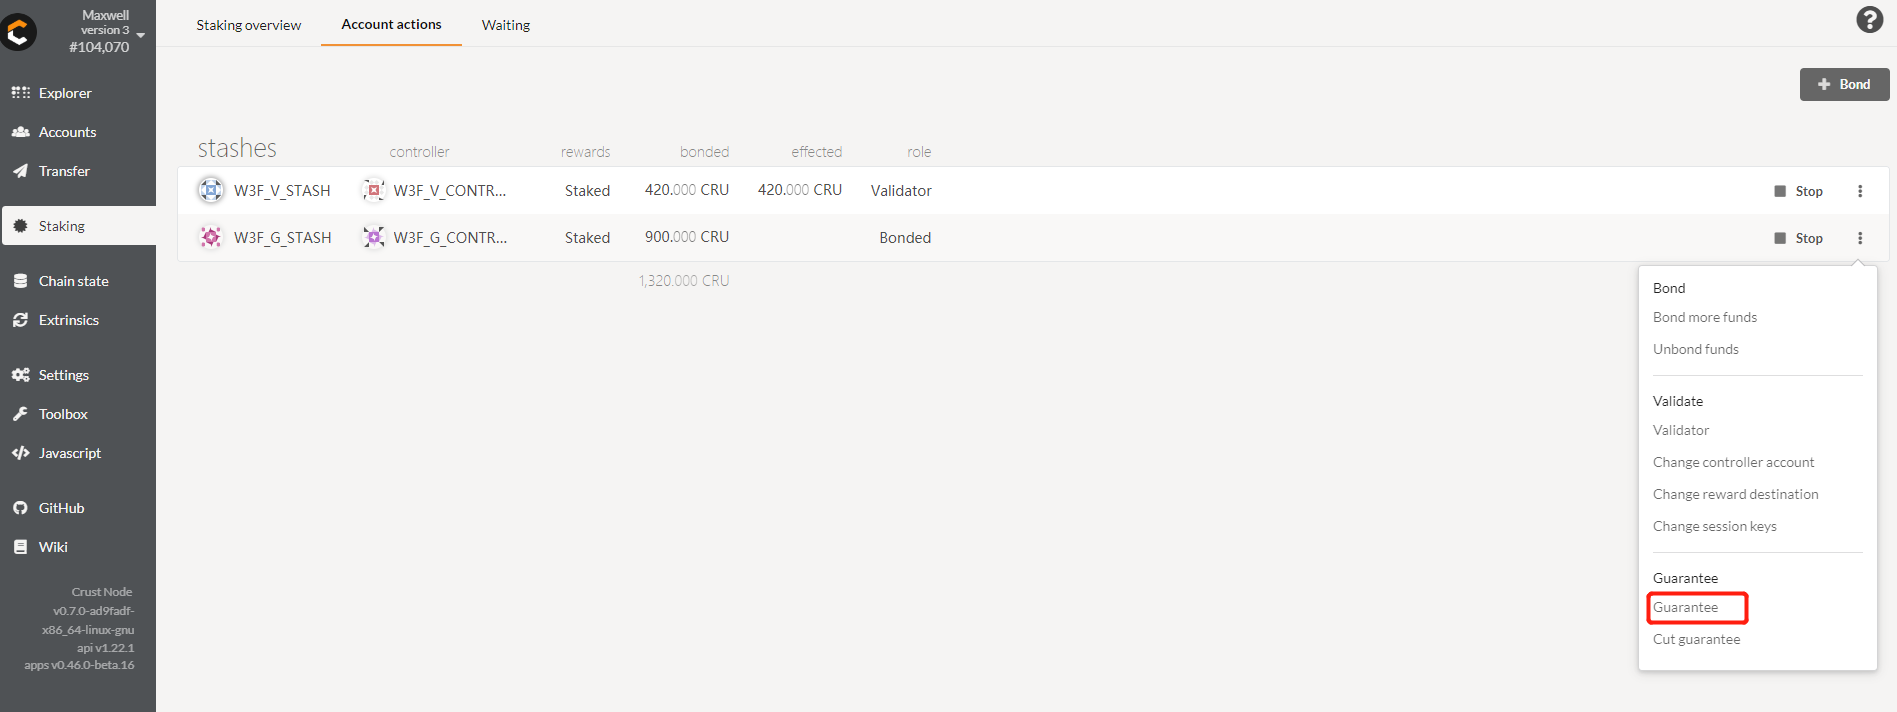 Maxwell
version 3
#104,070
Explorer
Accounts
Transfer
Staking
Chain state
Extrinsics
Settings
Toolbox
Javascript
GitHub
Wiki
Crust Node
v0.7.0-ad9fadf-
x86_64-linux-gnu
api v1.22.1
apps v0.46.0-beta.16
Staking overview Account actions Waiting
Bond
stashes controller rewards bonded effected role
W3F_V_STASH W3F_V_CONTR... Staked 420.000 CRU 420.000 CRU Validator Stop
W3F_G_STASH W3F_G_CONTR... Staked 900.000 CRU Bonded Stop
1,320.000 CRU
Bond
Bond more funds
Unbond funds
Validate
Validator
Change controller account
Change reward destination
Change session keys
Guarantee
Guarantee
Cut guarantee